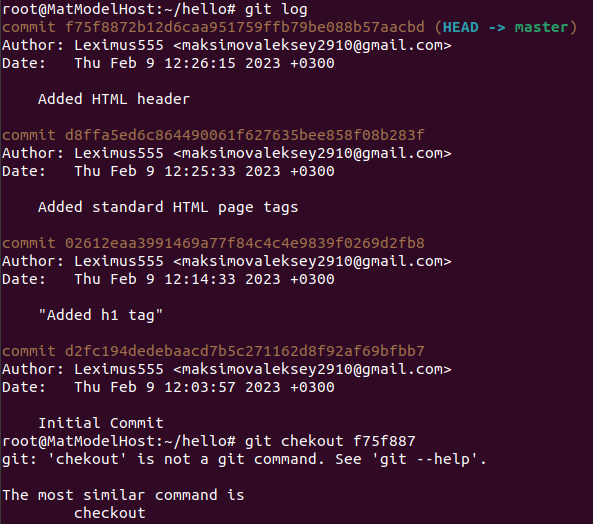 root@MatModelHost:~/hello# git log
commit f75f8872b12d6caa951759ffb79be088b57aacbd (HEAD -> master)
Author: Leximus555 <maksimovaleksey2910@gmail.com>
Date:   Thu Feb 9 12:26:15 2023 +0300
    Added HTML header
commit d8ffa5ed6c864490061f627635bee858f08b283f
Author: Leximus555 <maksimovaleksey2910@gmail.com>
Date:   Thu Feb 9 12:25:33 2023 +0300
    Added standard HTML page tags
commit 02612eaa3991469a77f84c4c4e9839f0269d2fb8
Author: Leximus555 <maksimovaleksey2910@gmail.com>
Date:   Thu Feb 9 12:14:33 2023 +0300
    "Added h1 tag"
commit d2fc194dedebaacd7b5c271162d8f92af69bfbb7
Author: Leximus555 <maksimovaleksey2910@gmail.com>
Date:   Thu Feb 9 12:03:57 2023 +0300
    Initial Commit
root@MatModelHost:~/hello# git chekout f75f887
git: 'chekout' is not a git command. See 'git --help'.
The most similar command is
        checkout